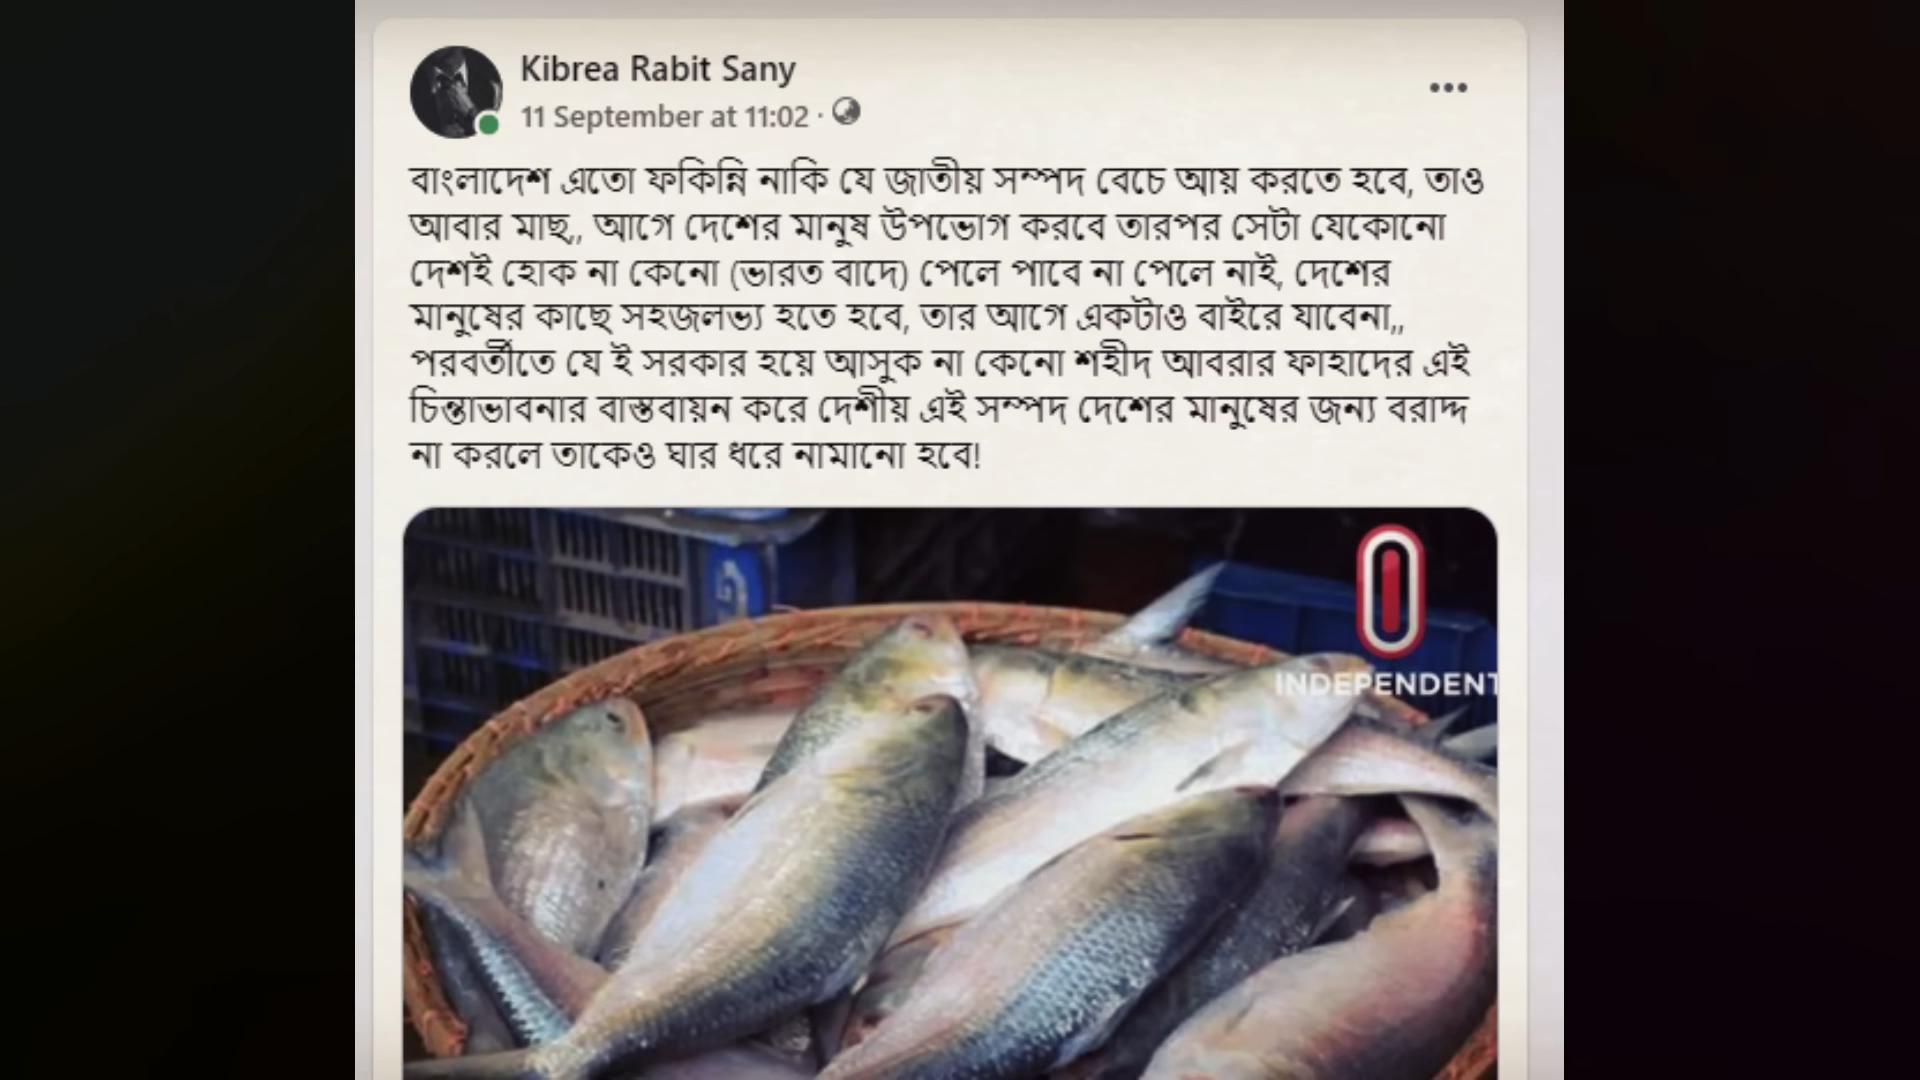 Kibrea Rabit Sany
11 September at 11:02 ·
বাংলাদেশ এতো ফকিন্নি নাকি যে জাতীয় সম্পদ বেচে আয় করতে হবে, তাও
আবার মাছ,, আগে দেশের মানুষ উপভোগ করবে তারপর সেটা যেকোনো
দেশই হোক না কেনো (ভারত বাদে) পেলে পাবে না পেলে নাই, দেশের
মানুষের কাছে সহজলভ্য হতে হবে, তার আগে একটাও বাইরে যাবেনা,,
পরবর্তীতে যে ই সরকার হয়ে আসুক না কেনো শহীদ আবরার ফাহাদের এই
চিন্তাভাবনার বাস্তবায়ন করে দেশীয় এই সম্পদ দেশের মানুষের জন্য বরাদ্দ
না করলে তাকেও ঘার ধরে নামানো হবে!
INDEPENDENT